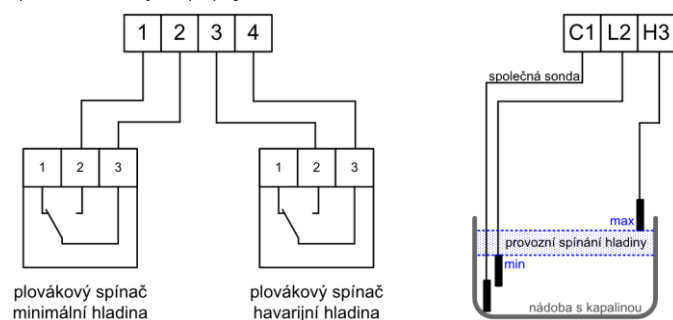 1 2 3 4
C1 L2 H3
společná sonda
1 2 3
1 2 3
max
provozní spínání hladiny
min
nádoba s kapalinou
plovákový spínač
minimální hladina
plovákový spínač
havarijní hladina